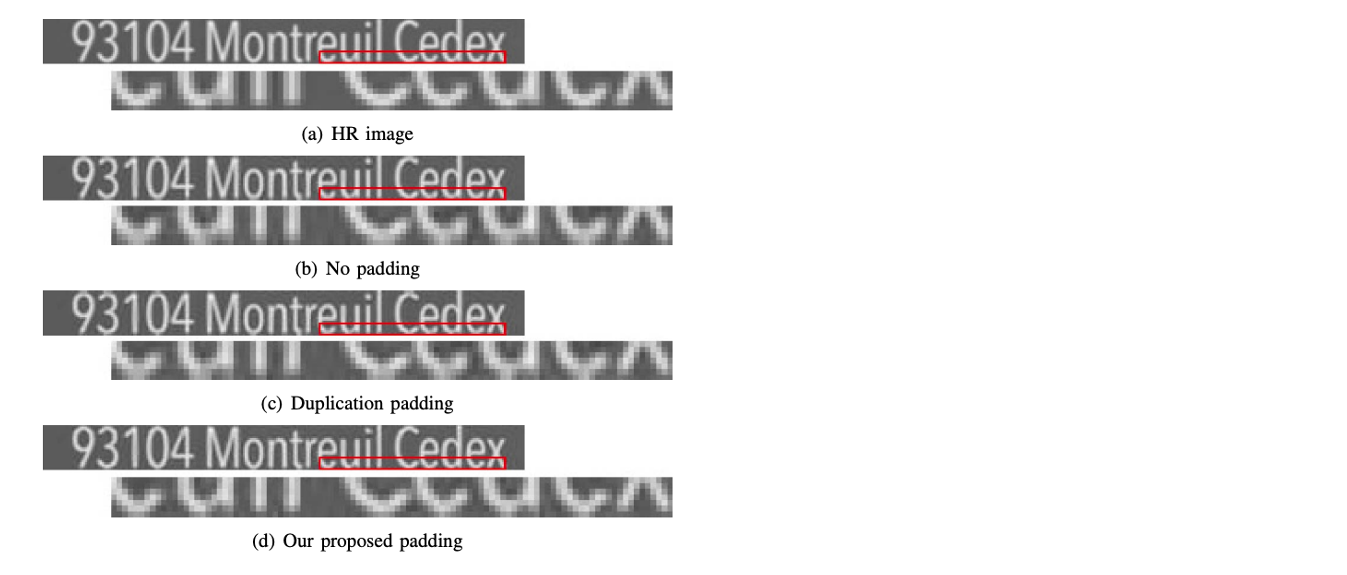 93104 Montreuil Cedex
(a) HR image
93104 Montreuil Cedex
(b) No padding
93104 Montreuil Cedex
(c) Duplication padding
93104 Montreuil Cedex
(d) Our proposed padding